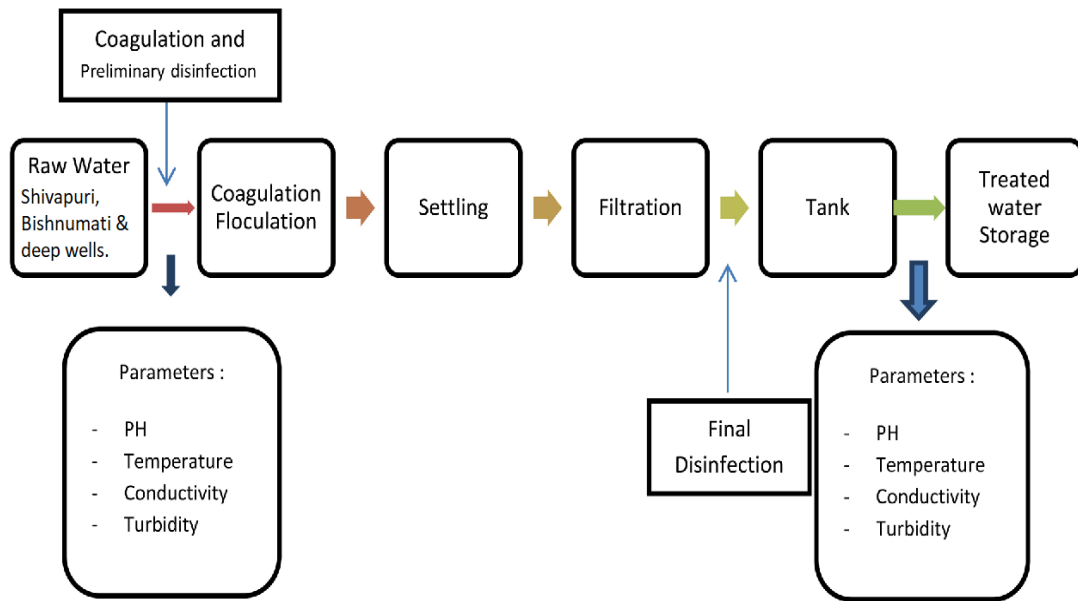 Coagulation and
Preliminary disinfection
Raw Water
Shivapuri,
Bishnumati &
deep wells.
Coagulation
Floculation
Settling
Filtration
Tank
Treated
water
Storage
Parameters :
- PH
- Temperature
- Conductivity
- Turbidity
Final
Disinfection
Parameters :
- PH
- Temperature
- Conductivity
- Turbidity